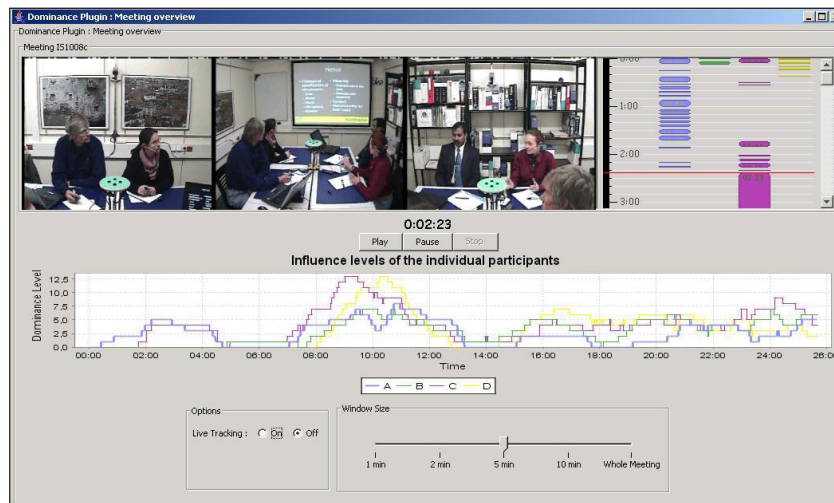 Dominance Plugin : Meeting overview
Dominance Plugin : Meeting overview
Meeting IS1008c
Method
0:00
1:00
2:00
3:00
0:02:23
Play Pause Stop
Influence levels of the individual participants
Dominance Level
12,5
10,0
7,5
5,0
2,5
0,0
00:00 02:00 04:00 06:00 08:00 10:00 12:00 14:00 16:00 18:00 20:00 22:00 24:00 26:00
Time
A B C D
Options
Live Tracking : On Off
Window Size
1 min 2 min 5 min 10 min Whole Meeting